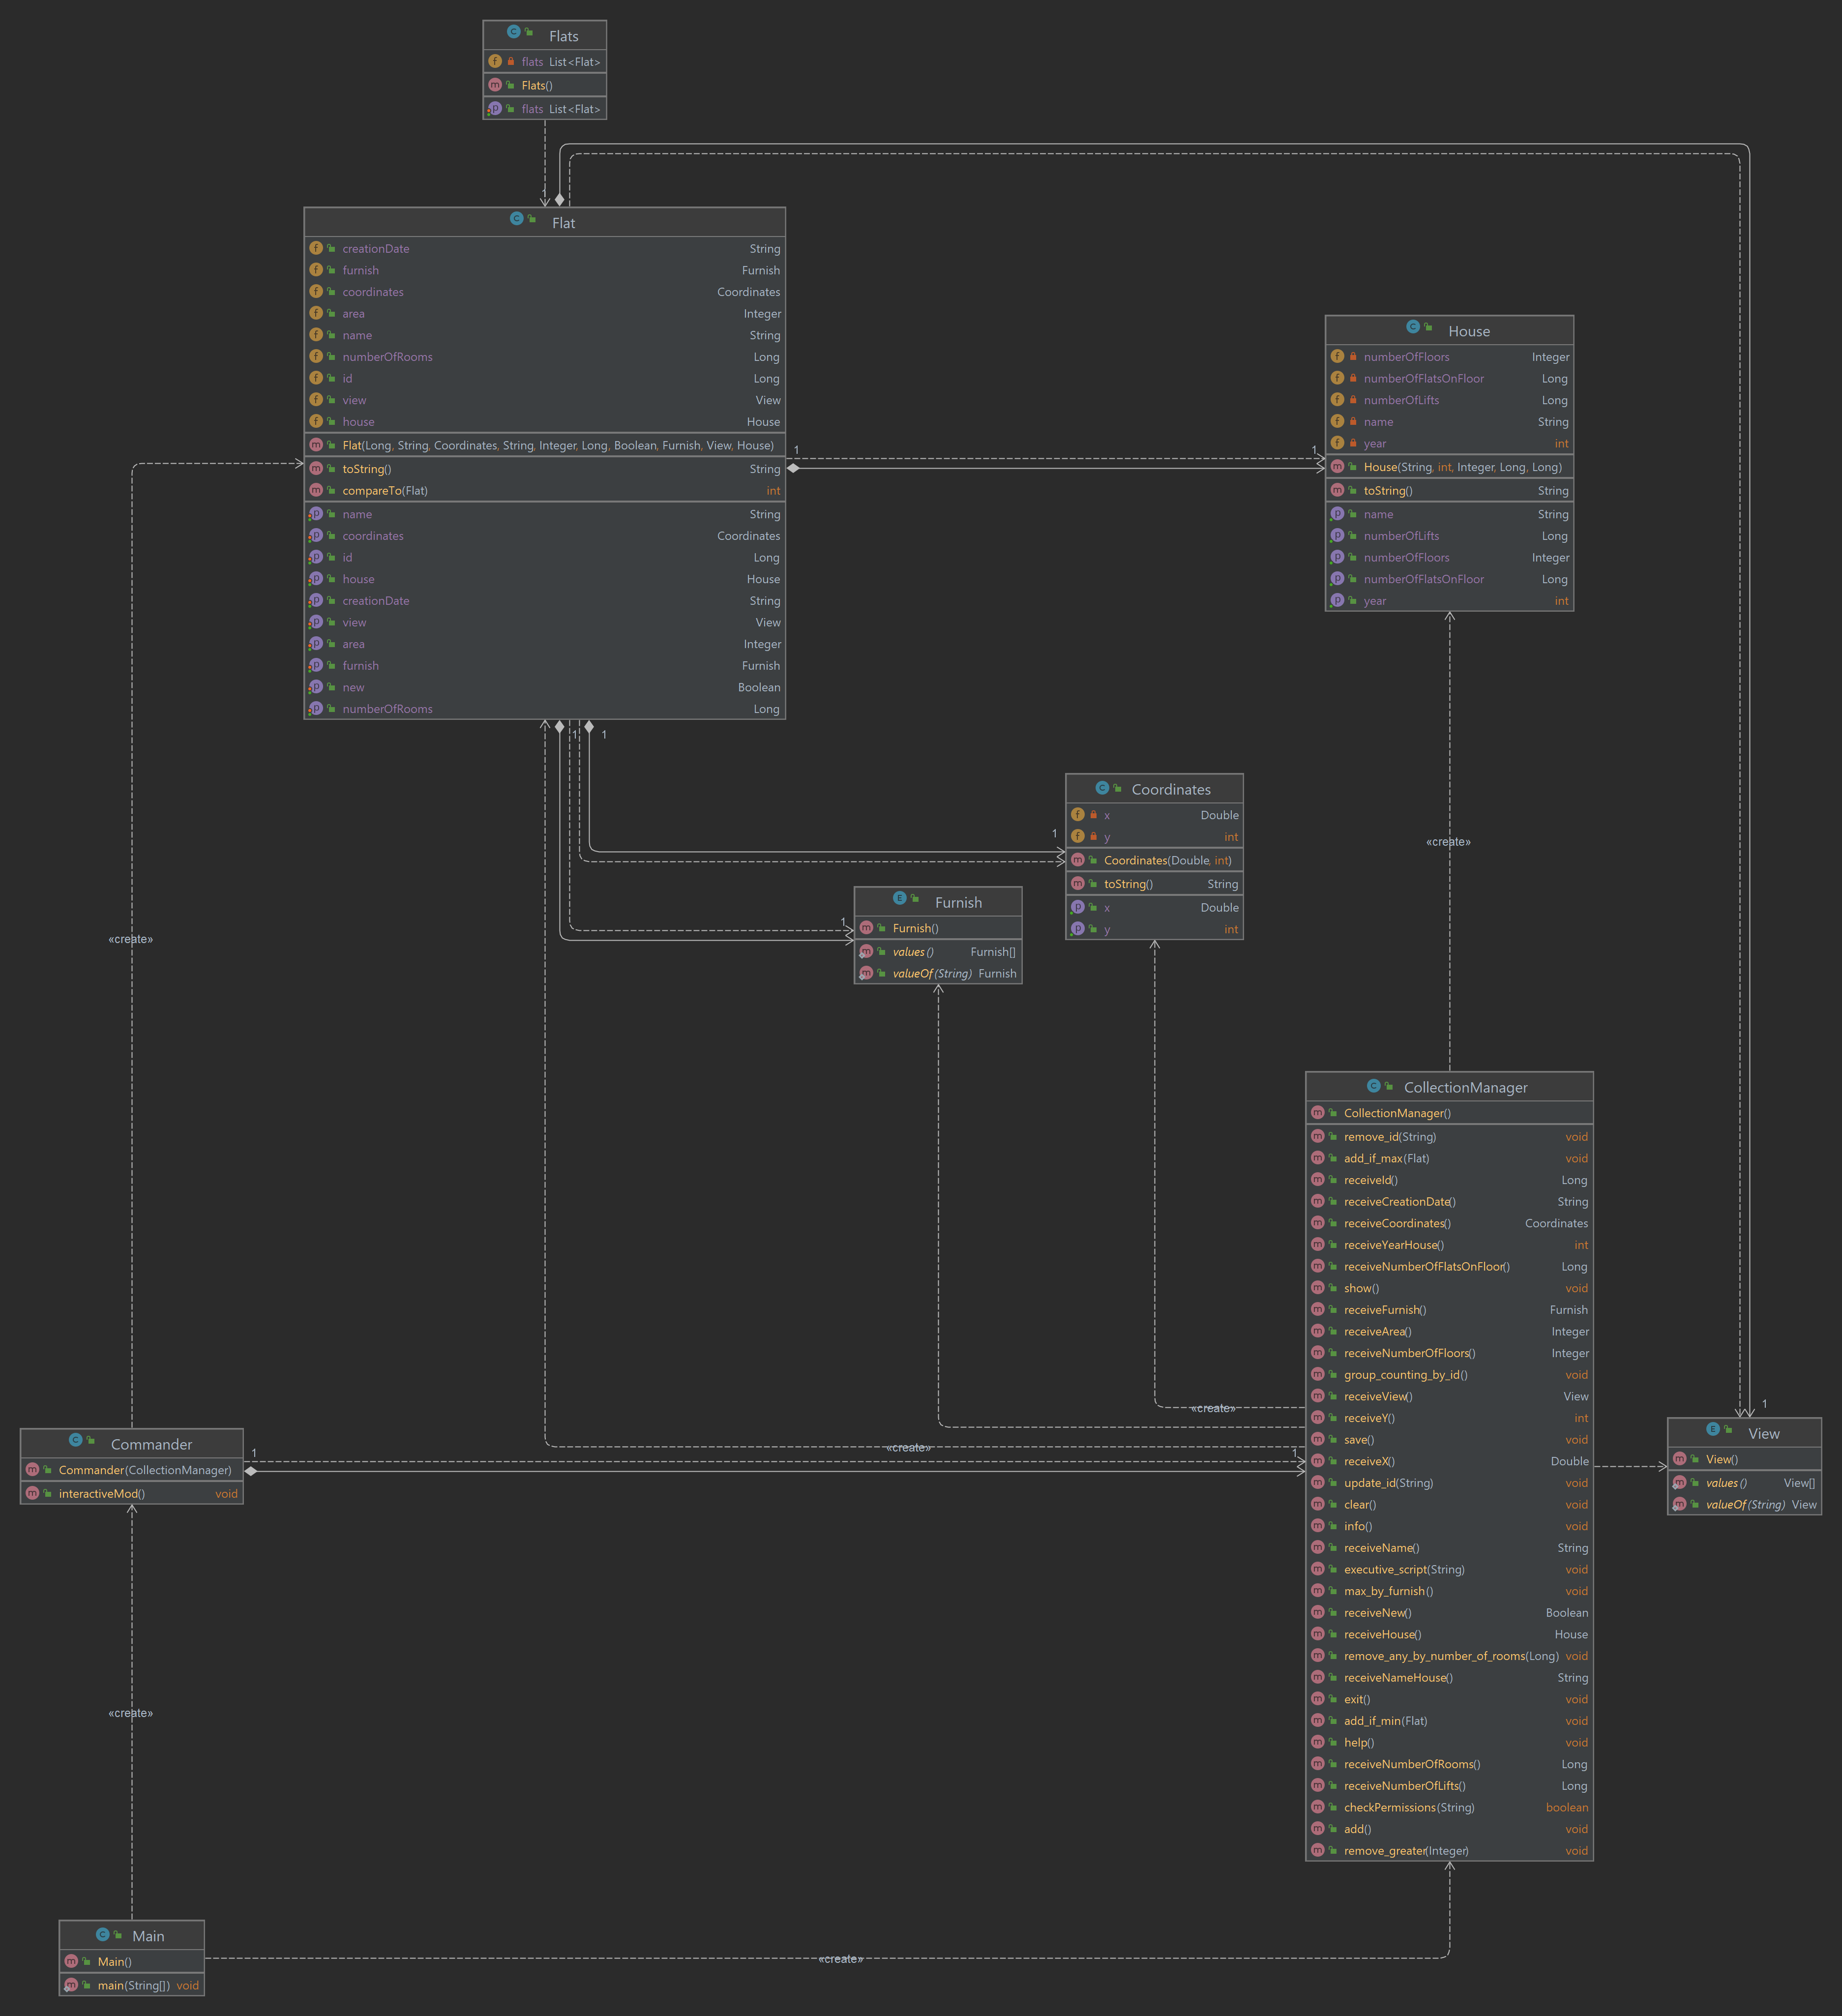 Flats
flats List<Flat>
Flats()
flats List<Flat>
1
Flat
creationDate String
furnish Furnish
coordinates Coordinates
area Integer
name String
numberOfRooms Long
id Long
view View
house House
Flat(Long, String, Coordinates, String, Integer, Long, Boolean, Furnish, View, House)
toString() String
compareTo(Flat) int
name String
coordinates Coordinates
id Long
house House
creationDate String
view View
area Integer
furnish Furnish
new Boolean
numberOfRooms Long
1
1
House
numberOfFloors Integer
numberOfFlatsOnFloor Long
numberOfLifts Long
name String
year int
House(String, int, Integer, Long, Long)
toString() String
name String
numberOfLifts Long
numberOfFloors Integer
numberOfFlatsOnFloor Long
year int
1
1
Coordinates
x Double
y int
Coordinates(Double, int)
toString() String
x Double
y int
1
«create»
Furnish
Furnish()
values() Furnish[]
valueOf(String) Furnish
1
«create»
CollectionManager
CollectionManager()
remove_id(String) void
add_if_max(Flat) void
receiveId() Long
receiveCreationDate() String
receiveCoordinates() Coordinates
receiveYearHouse() int
receiveNumberOfFlatsOnFloor() Long
show() void
receiveFurnish() Furnish
receiveArea() Integer
receiveNumberOfFloors() Integer
group_counting_by_id() void
receiveView() View
receiveY() int
save() void
receiveX() Double
update_id(String) void
clear() void
info() void
receiveName() String
executive_script(String) void
max_by_furnish() void
receiveNew() Boolean
receiveHouse() House
remove_any_by_number_of_rooms(Long) void
receiveNameHouse() String
exit() void
add_if_min(Flat) void
help() void
receiveNumberOfRooms() Long
receiveNumberOfLifts() Long
checkPermissions(String) boolean
add() void
remove_greater(Integer) void
«create»
«create»
1
View
View()
values() View[]
valueOf(String) View
Commander
Commander(CollectionManager)
interactiveMod() void
1
1
«create»
Main
Main()
main(String[]) void
«create»